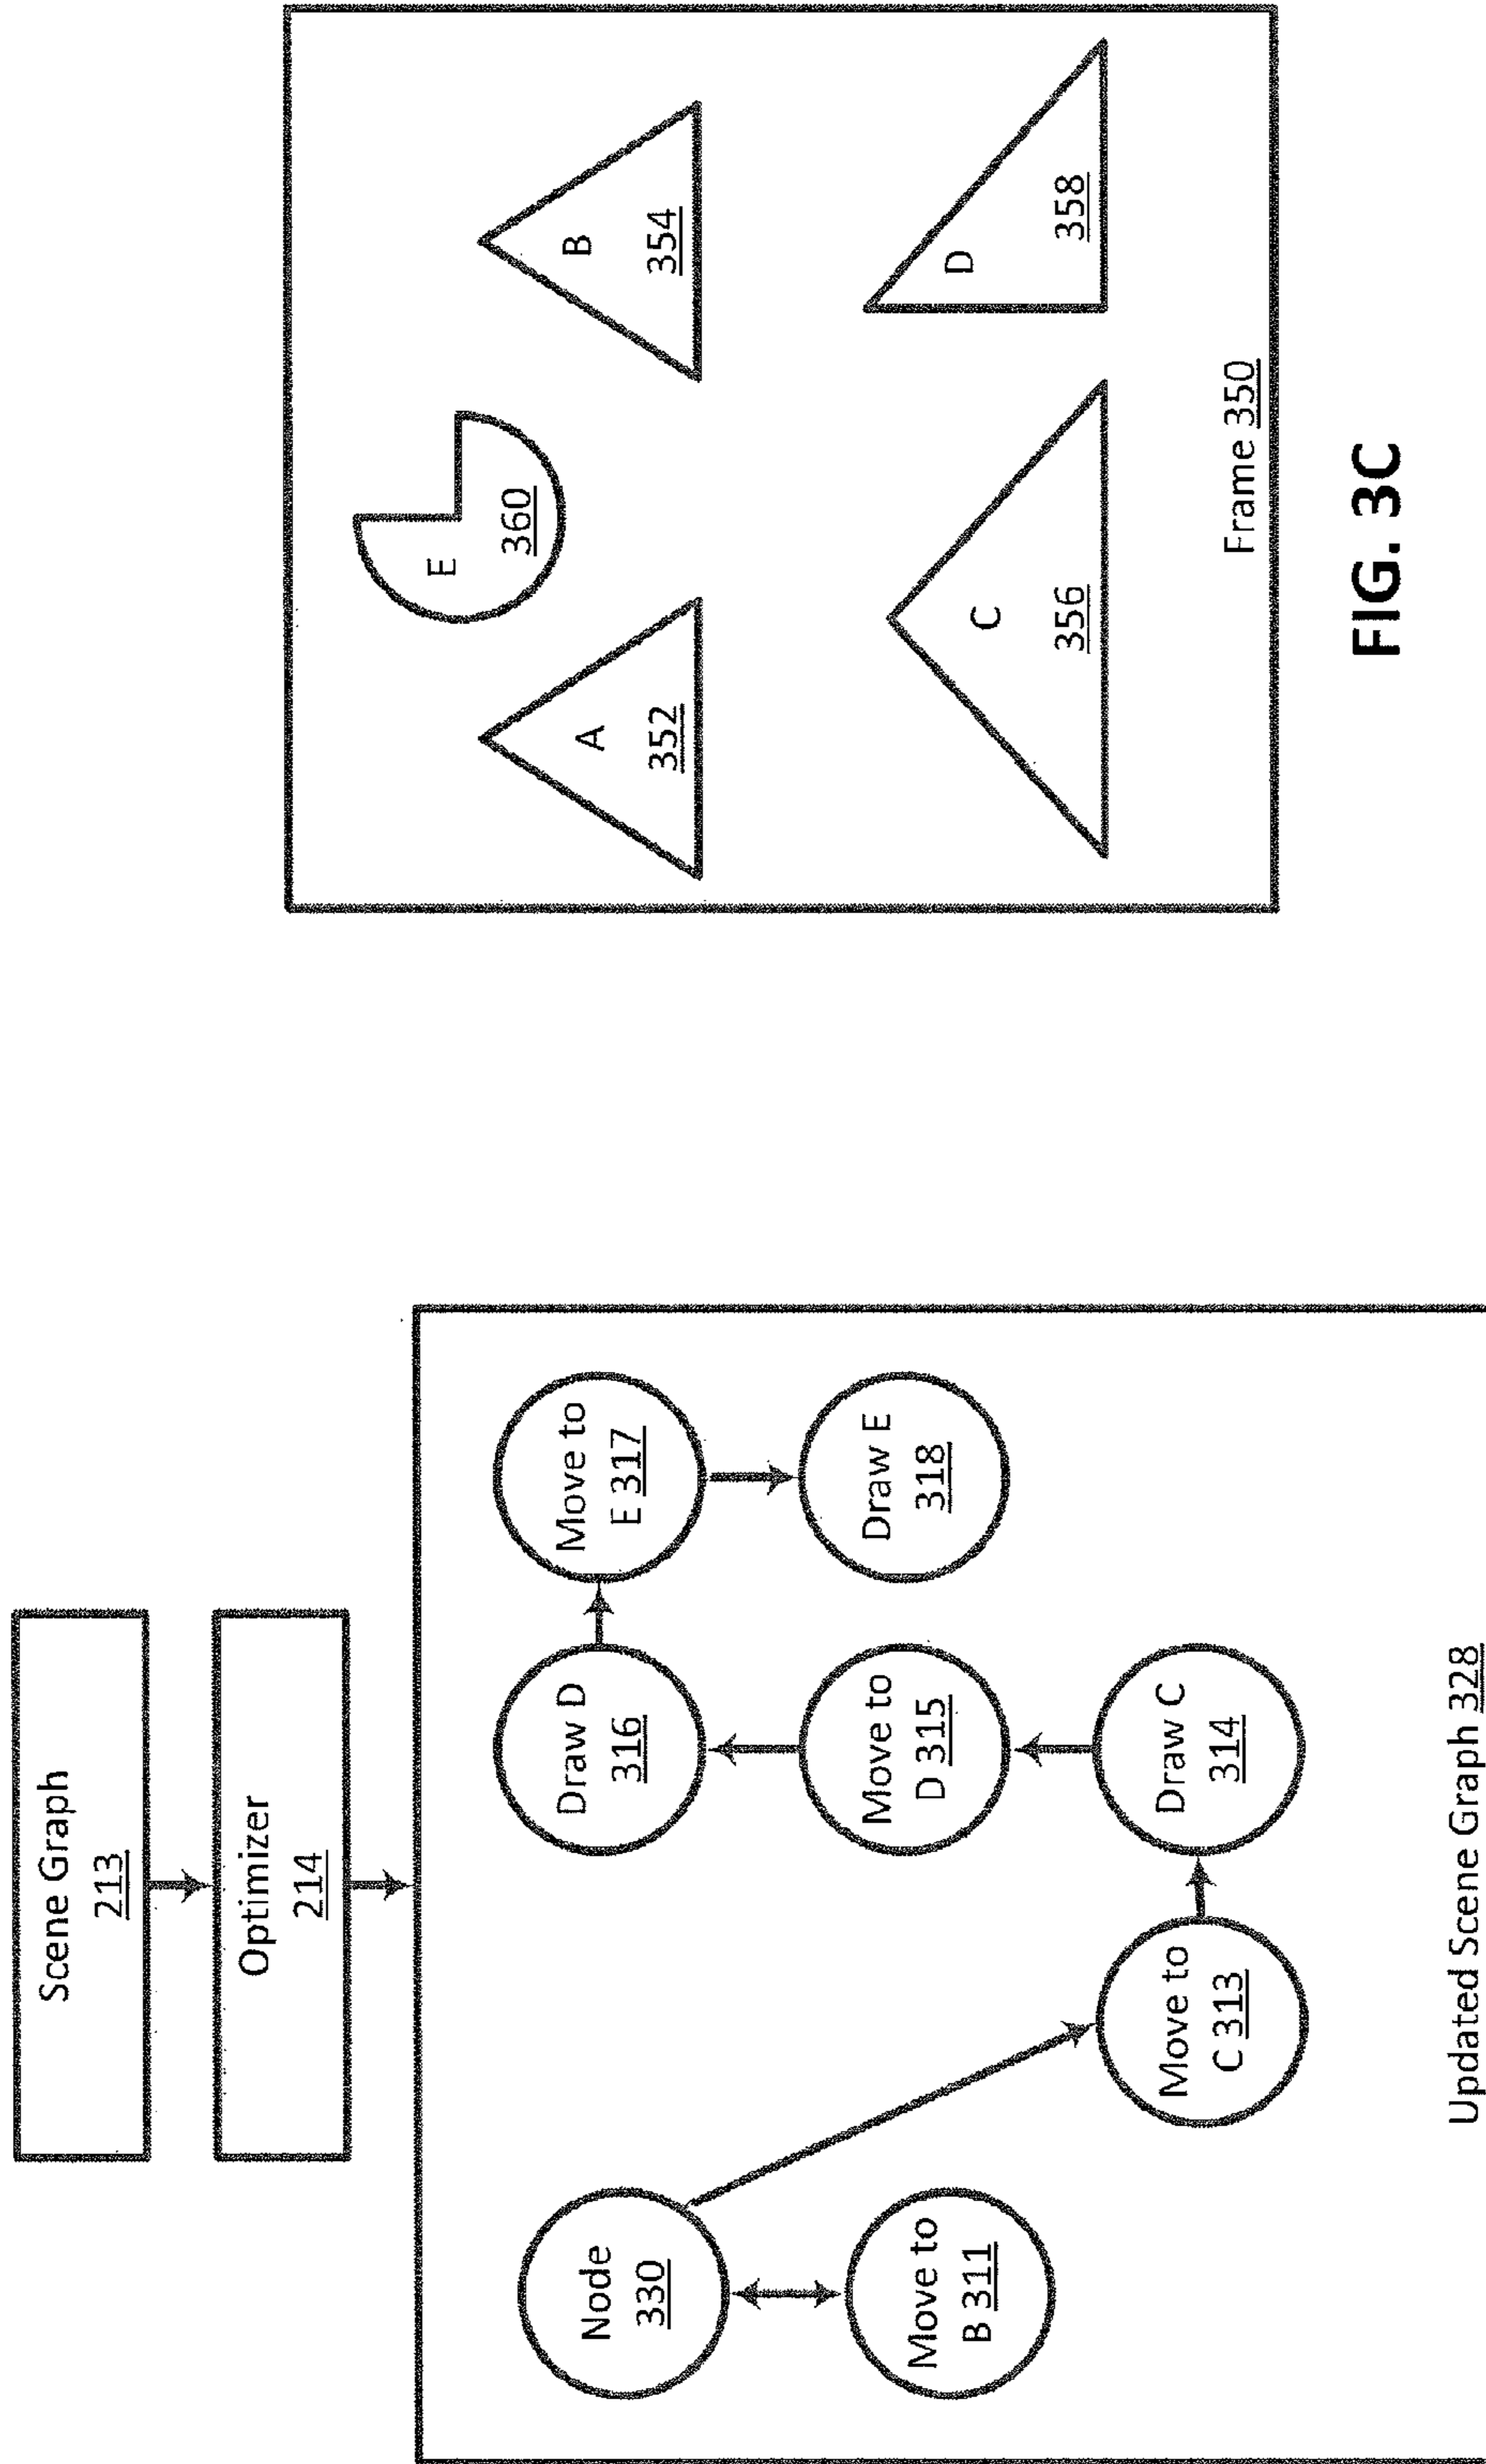 Scene Graph
213
Optimizer
214
Node
330
Move to
B 311
Move to
C 313
Draw C
314
Move to
D 315
Draw D
316
Move to
E 317
Draw E
318
Updated Scene Graph 328
E
360
A
352
B
354
C
356
D
358
Frame 350
FIG. 3C